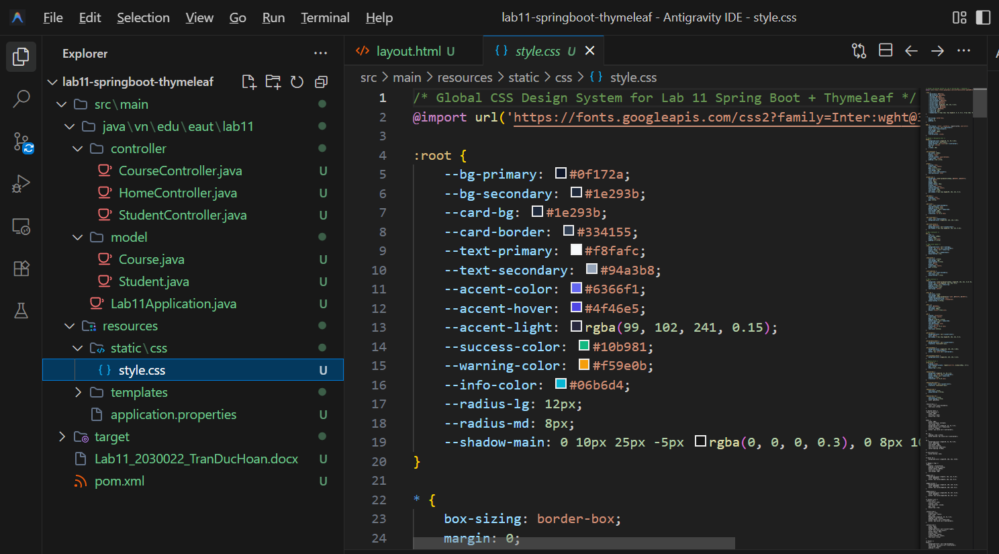 File Edit Selection View Go Run Terminal Help
lab11-springboot-thymeleaf - Antigravity IDE - style.css
Explorer
lab11-springboot-thymeleaf
src\main
java\vn\edu\eaut\lab11
controller
CourseController.java U
HomeController.java U
StudentController.java U
model
Course.java U
Student.java U
Lab11Application.java U
resources
static\css
style.css U
templates
application.properties U
target
Lab11_2030022_TranDucHoan.docx U
pom.xml U
layout.html U
style.css U
src > main > resources > static > css > {} style.css
1 /* Global CSS Design System for Lab 11 Spring Boot + Thymeleaf */
2 @import url('https://fonts.googleapis.com/css2?family=Inter:wght@
3
4 :root {
5 --bg-primary: #0f172a;
6 --bg-secondary: #1e293b;
7 --card-bg: #1e293b;
8 --card-border: #334155;
9 --text-primary: #f8fafc;
10 --text-secondary: #94a3b8;
11 --accent-color: #6366f1;
12 --accent-hover: #4f46e5;
13 --accent-light: rgba(99, 102, 241, 0.15);
14 --success-color: #10b981;
15 --warning-color: #f59e0b;
16 --info-color: #06b6d4;
17 --radius-lg: 12px;
18 --radius-md: 8px;
19 --shadow-main: 0 10px 25px -5px rgba(0, 0, 0, 0.3), 0 8px
20 }
21
22 * {
23 box-sizing: border-box;
24 margin: 0;